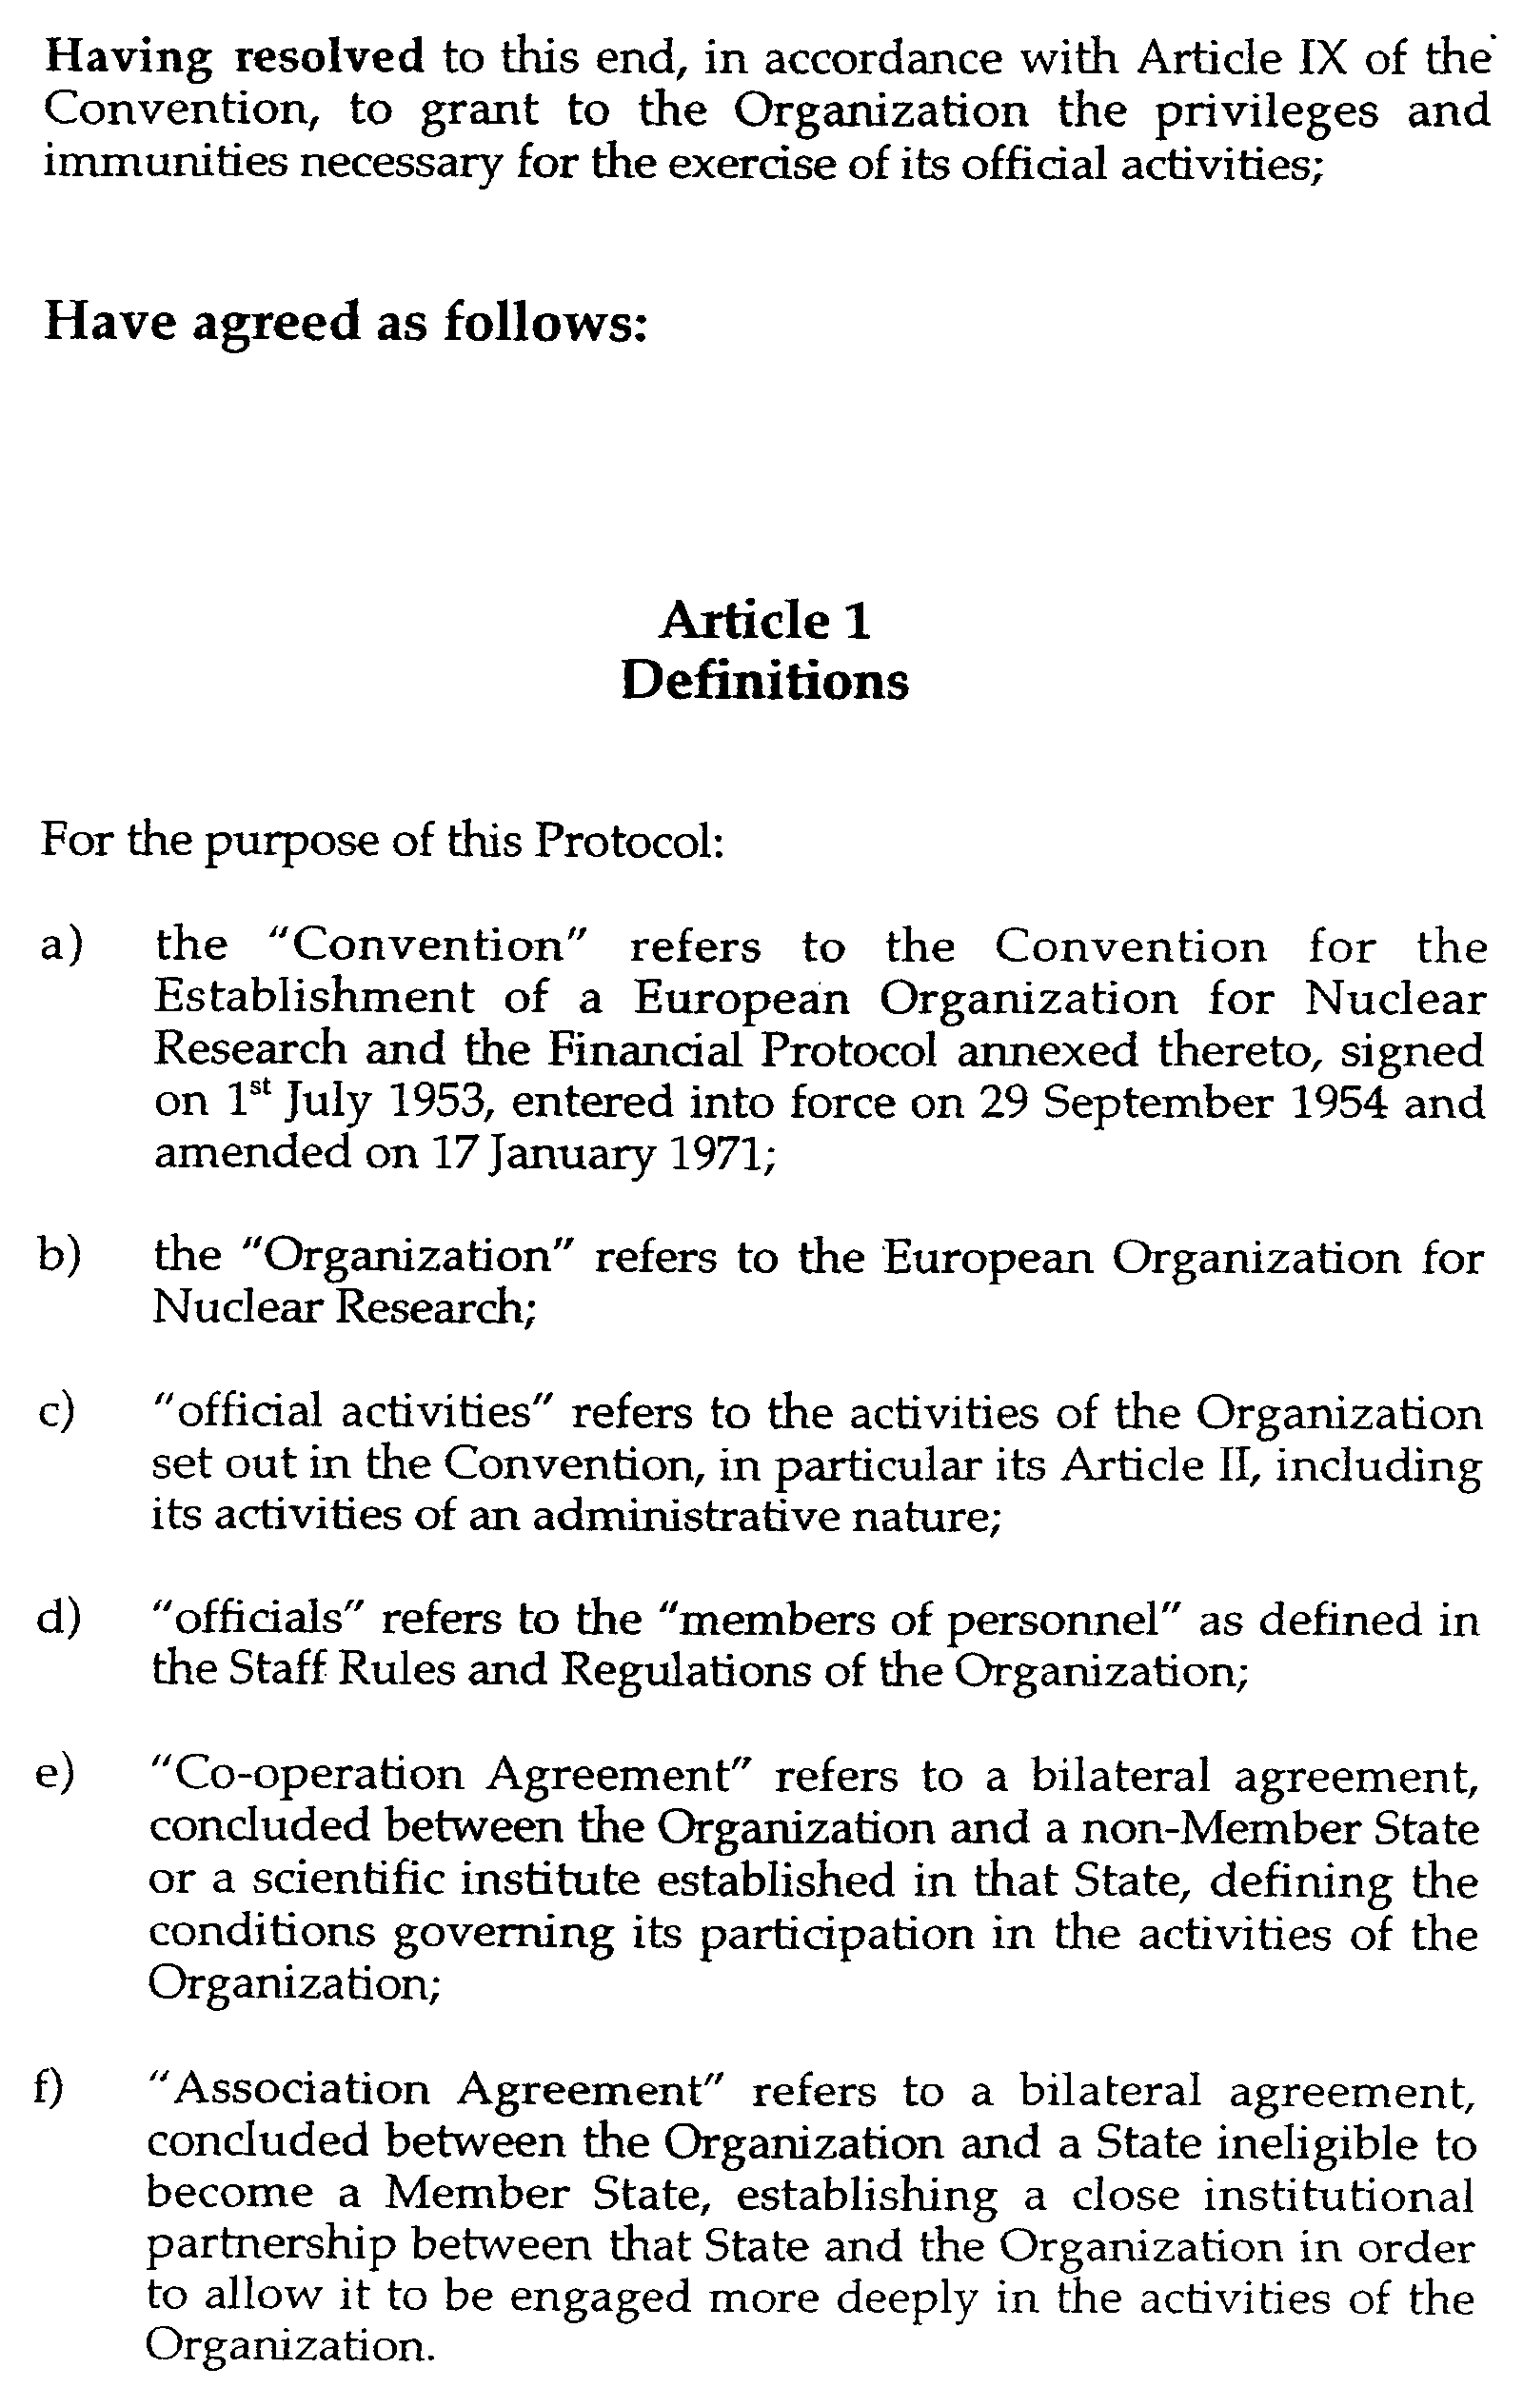 Having resolved to this end, in accordance with Article IX of the
Convention, to grant to the Organization the privileges and
immunities necessary for the exercise of its official activities;
Have agreed as follows:
Article 1
Definitions
For the purpose of this Protocol:
a) the "Convention" refers to the Convention for the
Establishment of a European Organization for Nuclear
Research and the Financial Protocol annexed thereto, signed
on 1st July 1953, entered into force on 29 September 1954 and
amended on 17 January 1971;
b) the "Organization" refers to the European Organization for
Nuclear Research;
c) "official activities" refers to the activities of the Organization
set out in the Convention, in particular its Article II, including
its activities of an administrative nature;
d) "officials" refers to the "members of personnel" as defined in
the Staff Rules and Regulations of the Organization;
e) "Co-operation Agreement" refers to a bilateral agreement,
concluded between the Organization and a non-Member State
or a scientific institute established in that State, defining the
conditions governing its participation in the activities of the
Organization;
f) "Association Agreement" refers to a bilateral agreement,
concluded between the Organization and a State ineligible to
become a Member State, establishing a close institutional
partnership between that State and the Organization in order
to allow it to be engaged more deeply in the activities of the
Organization.